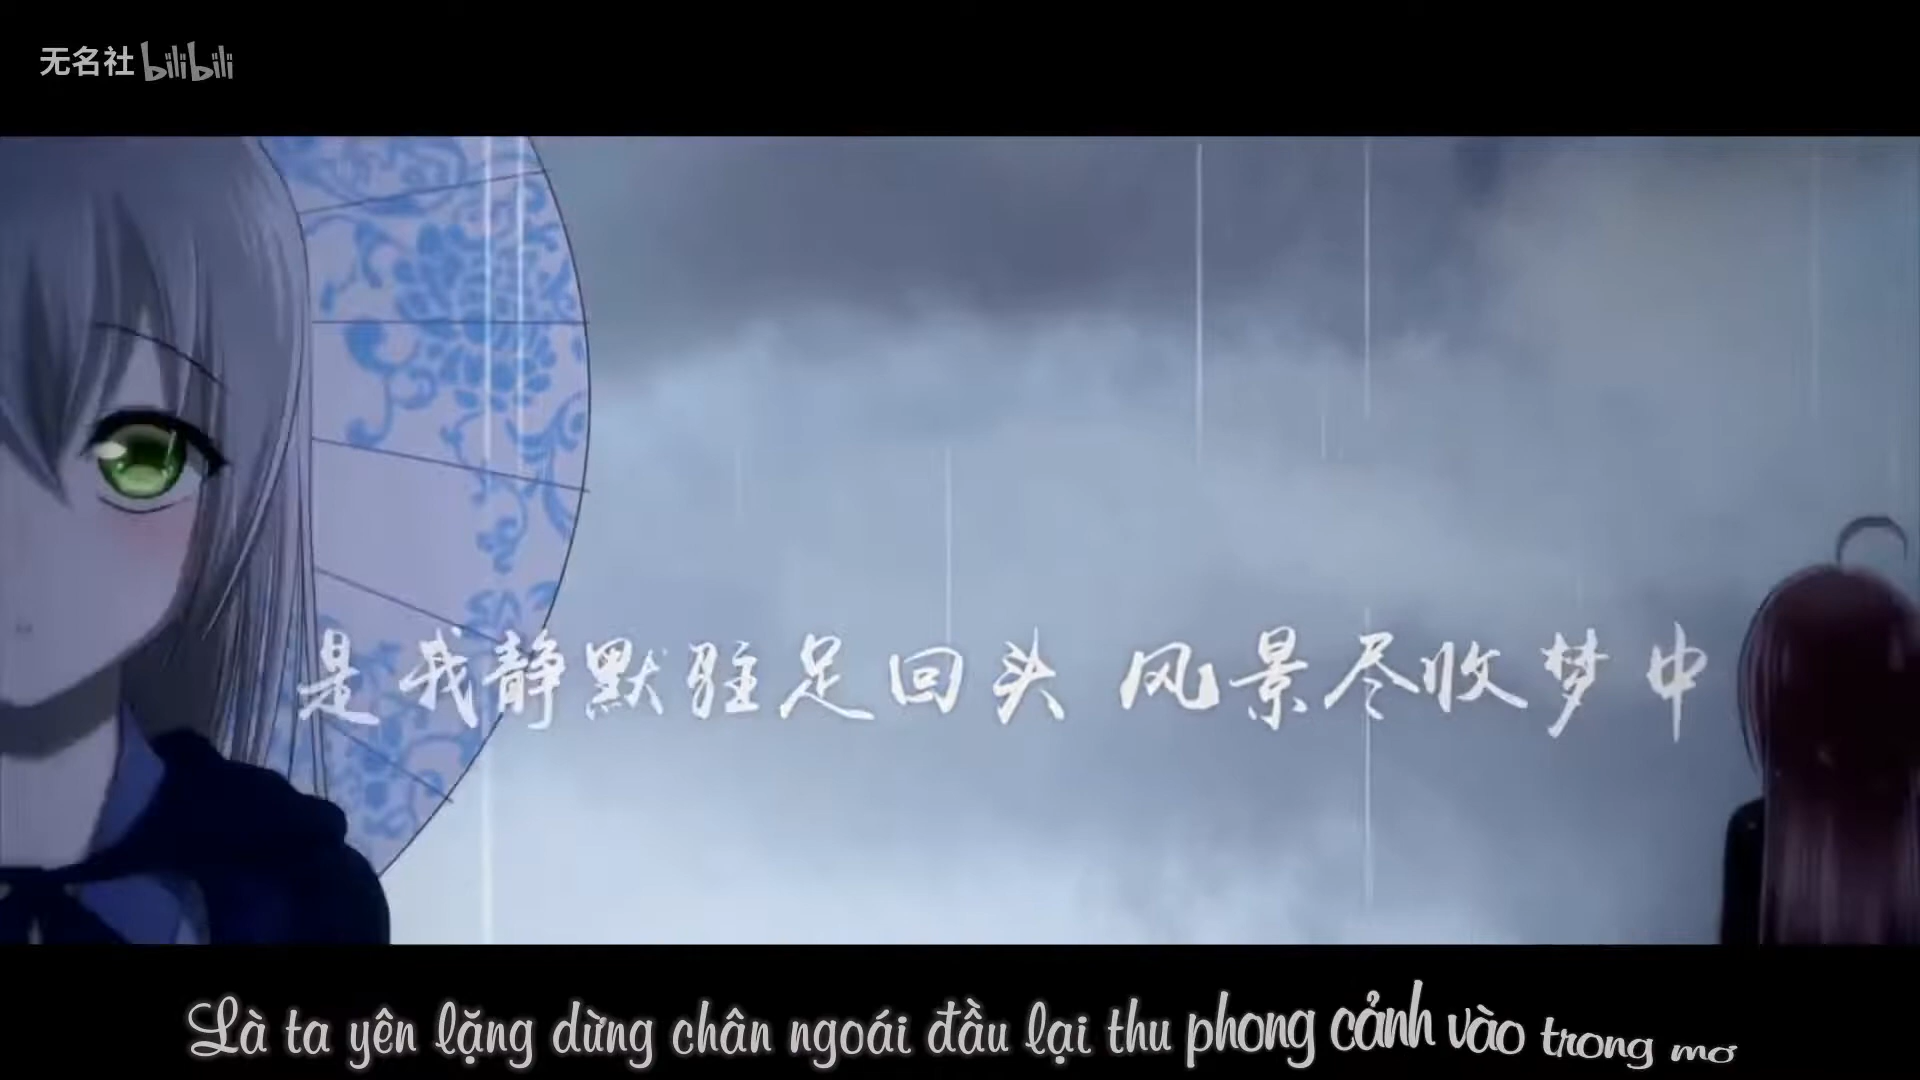 无名社 bilibili
是我静默驻足回头 风景尽收梦中
Là ta yên lặng dừng chân ngoái đầu lại thu phong cảnh vào trong mơ